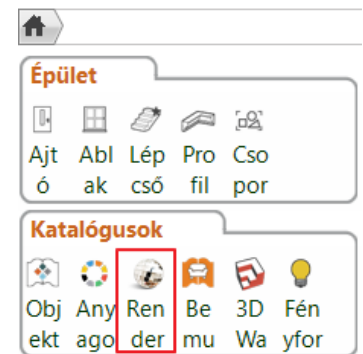 Épület
Ajt Abl Lép Pro Cso
ó ak cső fil por
Katalógusok
Obj Any Ren Be 3D Fén
ekt ago der mu Wa yfor